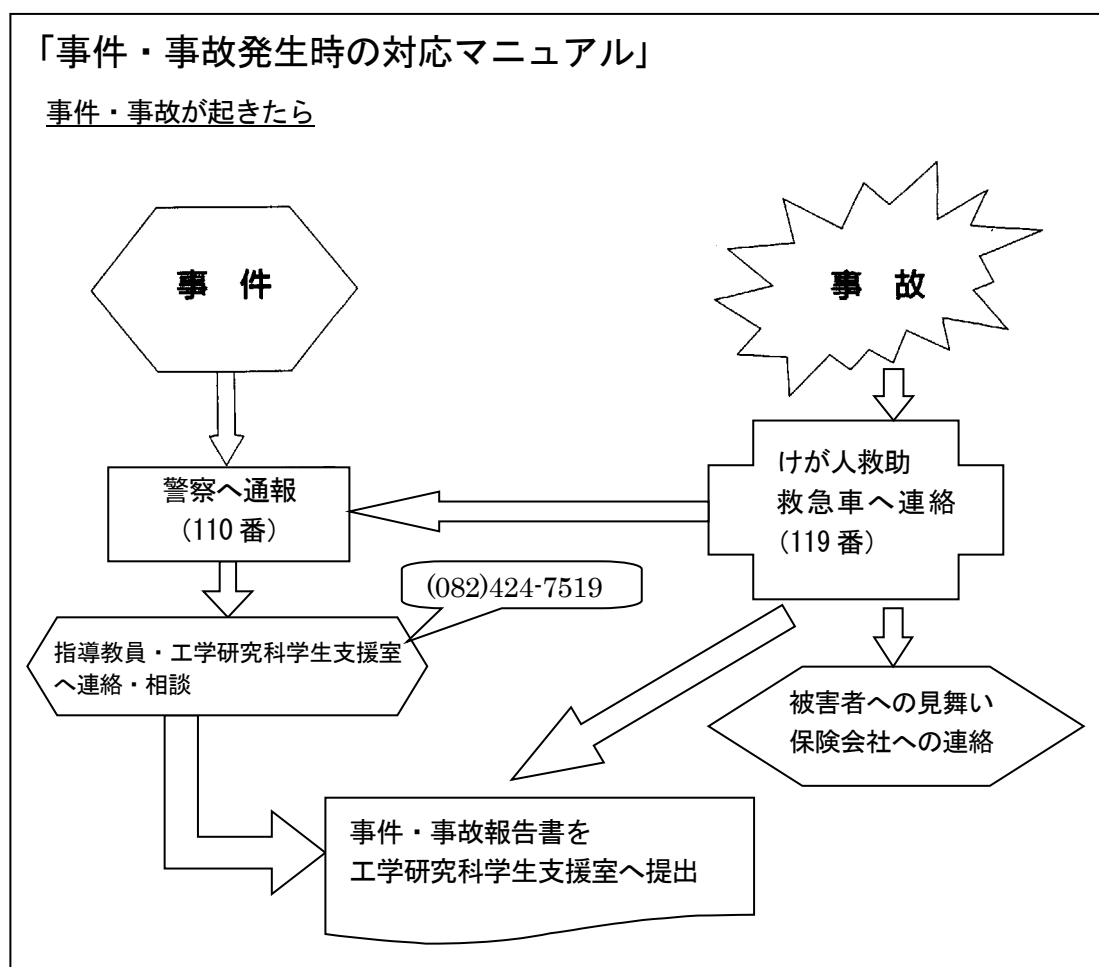 「事件・事故発生時の対応マニュアル」
事件・事故が起きたら
事 件
事 故
けが人救助
救急車へ連絡
(119 番)
警察へ通報
(110 番)
(082)424-7519
指導教員・工学研究科学生支援室
へ連絡・相談
被害者への見舞い
保険会社への連絡
事件・事故報告書を
工学研究科学生支援室へ提出